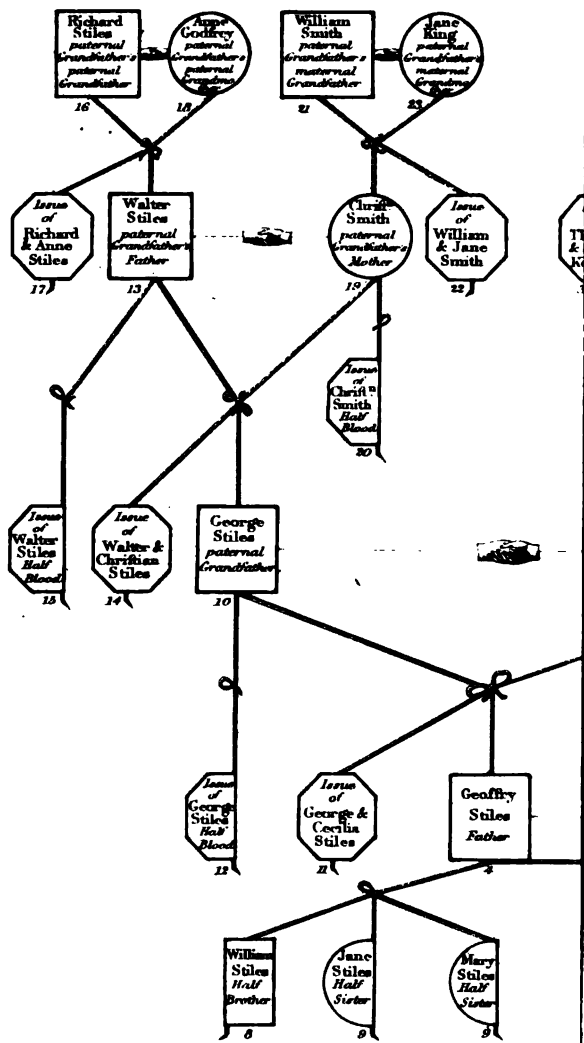 Richard
Stiles
paternal
Grandfather's
paternal
Grandfather
16
Anne
Godfrey
paternal
Grandfather's
paternal
18
William
Smith
paternal
Grandfather's
maternal
Grandfather
21
Jane
King
paternal
Grandfather's
maternal
23
Issue
of
Richard
& Anne
Stiles
17
Walter
Stiles
paternal
Grandfather's
Father
13
Christn
Smith
paternal
Grandfather's
Mother
19
Issue
of
William
& Jane
Smith
22
Issue
of
Christn
Smith
Half
Blood
20
Issue
of
Walter
Stiles
Half
Blood
15
Issue
of
Walter &
Christian
Stiles
14
George
Stiles
paternal
Grandfather
10
Issue
of
George
Stiles
Half
Blood
12
Issue
of
George &
Cecilia
Stiles
11
Geoffry
Stiles
Father
4
William
Stiles
Half
Brother
8
Jane
Stiles
Half
Sister
9
Mary
Stiles
Half
Sister
9